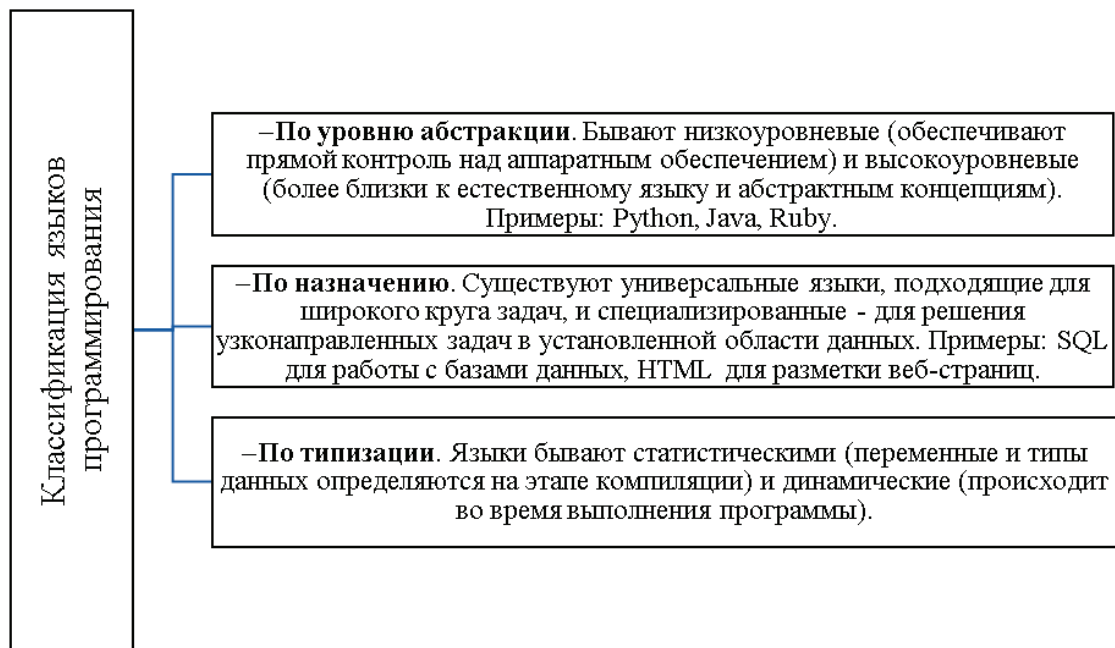 Классификация языков
программирования
–По уровню абстракции. Бывают низкоуровневые (обеспечивают
прямой контроль над аппаратным обеспечением) и высокоуровневые
(более близки к естественному языку и абстрактным концепциям).
Примеры: Python, Java, Ruby.
–По назначению. Существуют универсальные языки, подходящие для
широкого круга задач, и специализированные - для решения
узконаправленных задач в установленной области данных. Примеры: SQL
для работы с базами данных, HTML для разметки веб-страниц.
–По типизации. Языки бывают статистическими (переменные и типы
данных определяются на этапе компиляции) и динамические (происходит
во время выполнения программы).